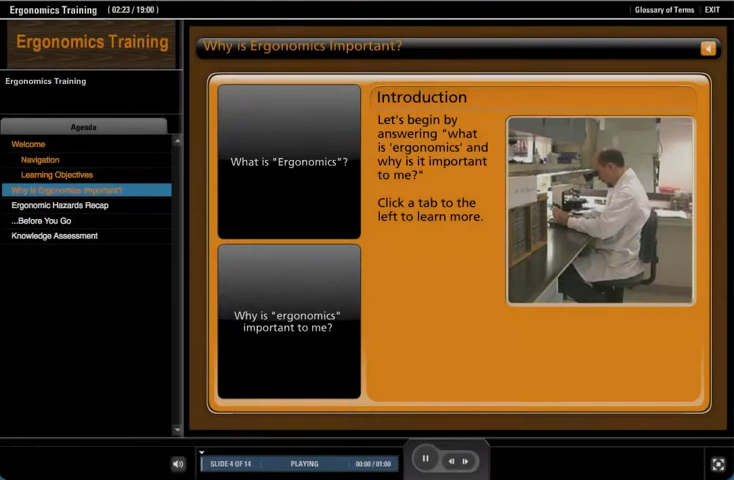 Ergonomics Training ( 02:23 / 19:00 )
Glossary of Terms | EXIT
Ergonomics Training
Why is Ergonomics Important?
Ergonomics Training
Agenda
Welcome
Navigation
Learning Objectives
Why is Ergonomics Important?
Ergonomic Hazards Recap
...Before You Go
Knowledge Assessment
What is "Ergonomics"?
Why is "ergonomics"
important to me?
Introduction
Let's begin by
answering "what
is 'ergonomics' and
why is it important
to me?"
Click a tab to the
left to learn more.
SLIDE 4 OF 14 PLAYING 00:00 / 01:00